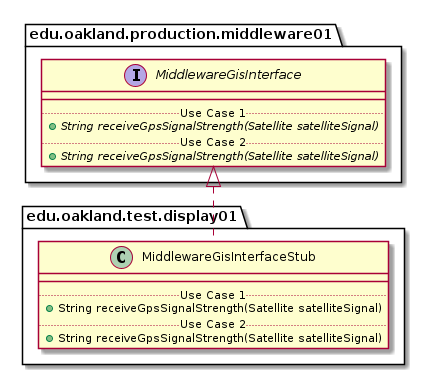 edu.oakland.production.middleware01
I MiddlewareGisInterface
Use Case 1
String receiveGpsSignalStrength(Satellite satelliteSignal)
Use Case 2
String receiveGpsSignalStrength(Satellite satelliteSignal)
edu.oakland.test.display01
C MiddlewareGisInterfaceStub
Use Case 1
String receiveGpsSignalStrength(Satellite satelliteSignal)
Use Case 2
String receiveGpsSignalStrength(Satellite satelliteSignal)